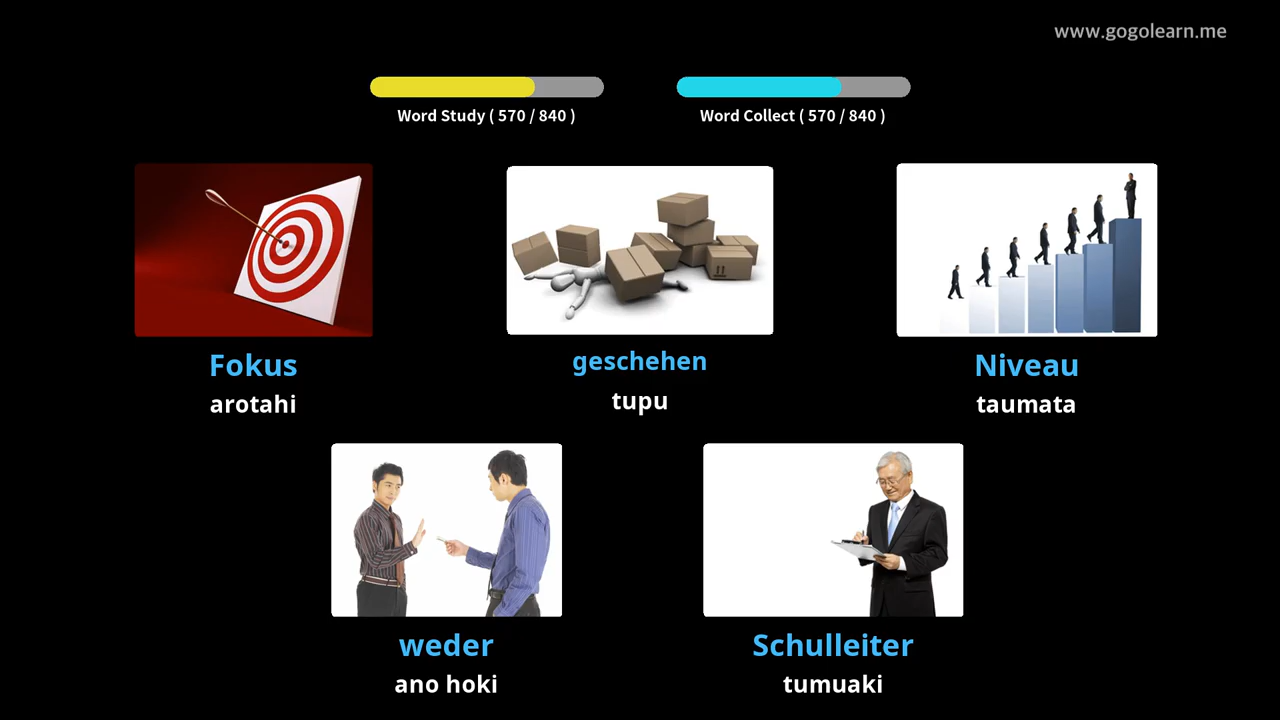 www.gogolearn.me
Word Study ( 570 / 840 )
Word Collect ( 570 / 840 )
Fokus
arotahi
geschehen
tupu
Niveau
taumata
weder
ano hoki
Schulleiter
tumuaki